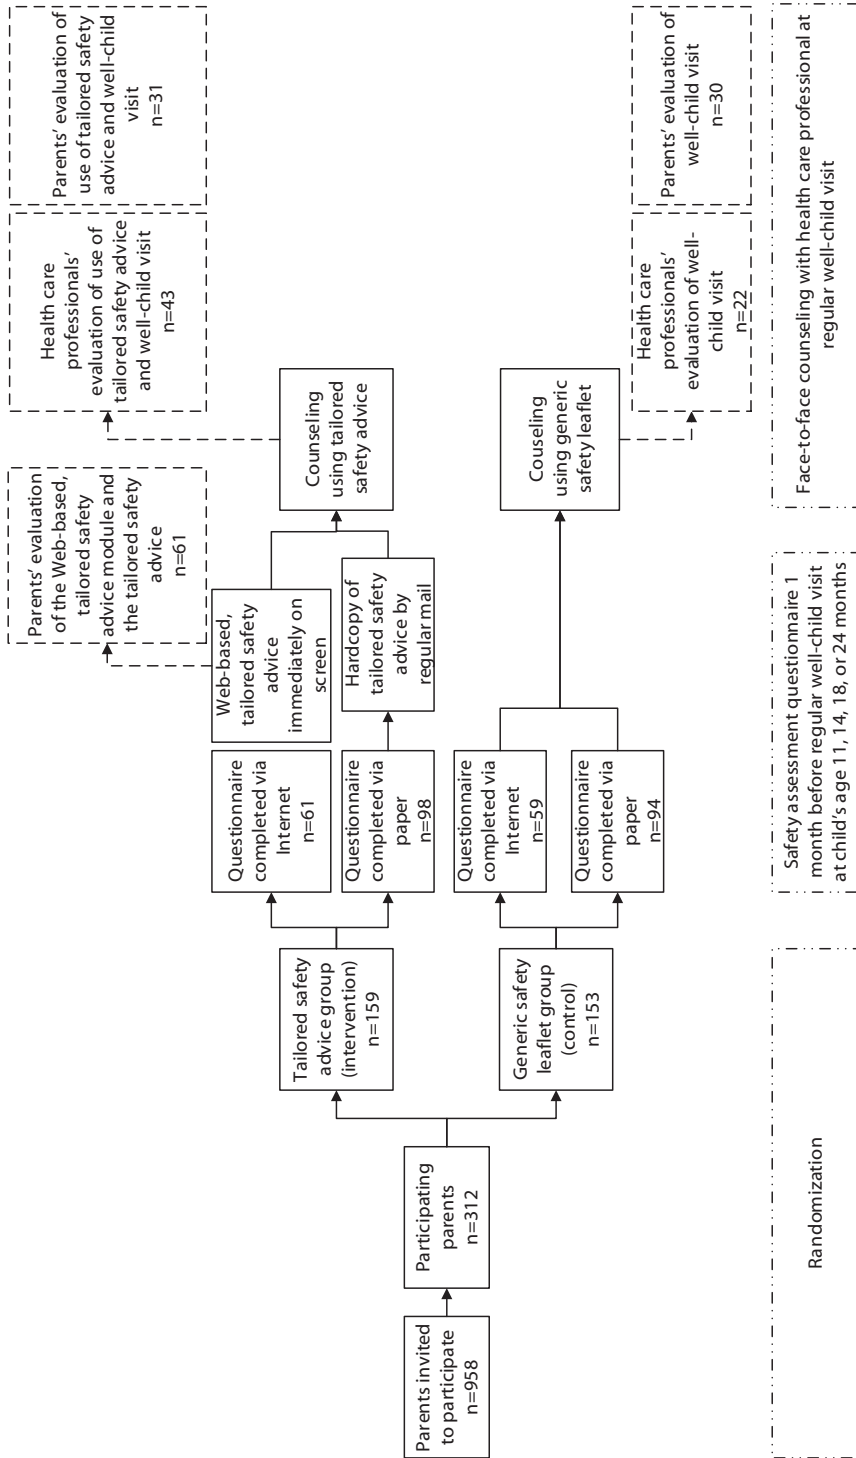 Parents invited
to participate
n=958
Participating
parents
n=312
Tailored safety
advice group
(intervention)
n=159
Generic safety
leaflet group
(control)
n=153
Questionnaire
completed via
Internet
n=61
Questionnaire
completed via
paper
n=98
Questionnaire
completed via
Internet
n=59
Questionnaire
completed via
paper
n=94
Web-based,
tailored safety
advice
immediately on
screen
Hardcopy of
tailored safety
advice by
regular mail
Parents’ evaluation
of the Web-based,
tailored safety
advice module and
the tailored safety
advice
n=61
Counseling
using tailored
safety advice
Couseling
using generic
safety leaflet
Health care
professionals’
evaluation of use of
tailored safety advice
and well-child visit
n=43
Parents’ evaluation of
use of tailored safety
advice and well-child
visit
n=31
Health care
professionals’
evaluation of well-
child visit
n=22
Parents’ evaluation of
well-child visit
n=30
Randomization
Safety assessment questionnaire 1
month before regular well-child visit
at child’s age 11, 14, 18, or 24 months
Face-to-face counseling with health care professional at
regular well-child visit